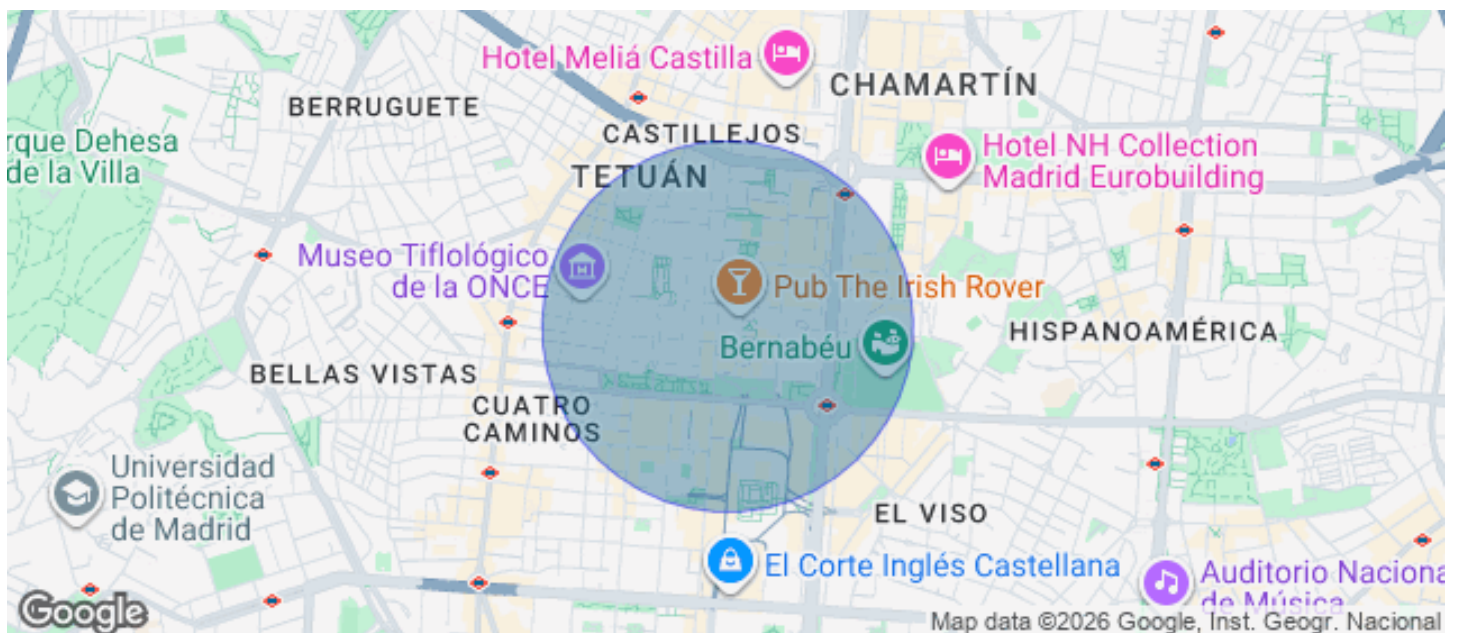 Hotel Meliá Castilla
CHAMARTÍN
BERRUGUETE
CASTILLEJOS
rque Dehesa
de la Villa
Hotel NH Collection
Madrid Eurobuilding
TETUÁN
Museo Tiflológico
de la ONCE
Pub The Irish Rover
Bernabéu
HISPANOAMÉRICA
BELLAS VISTAS
CUATRO
CAMINOS
Universidad
Politécnica
de Madrid
EL VISO
El Corte Inglés Castellana
Auditorio Naciona
de Música
Google
Map data ©2026 Google, Inst. Geogr. Nacional